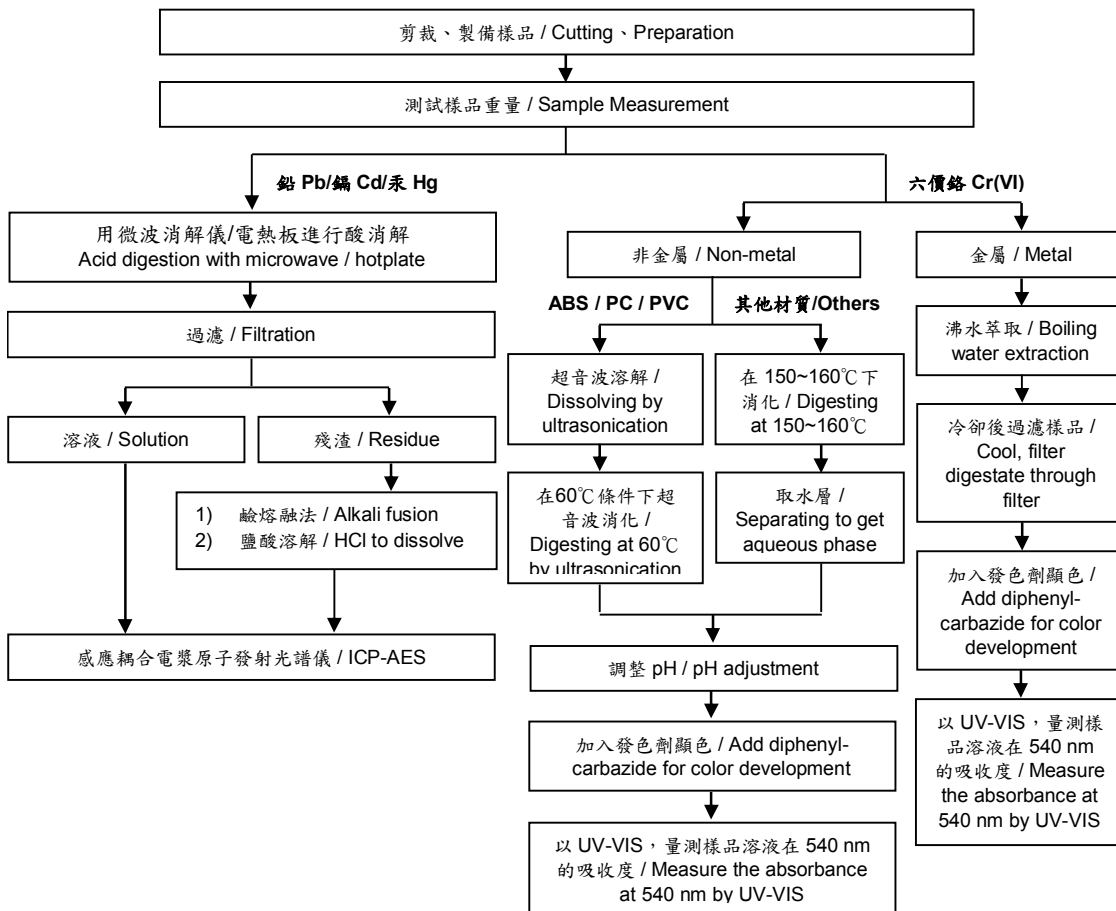 剪裁、製備樣品 / Cutting、Preparation
測試樣品重量 / Sample Measurement
鉛 Pb/鎘 Cd/汞 Hg
六價鉻 Cr(VI)
用微波消解儀/電熱板進行酸消解
Acid digestion with microwave / hotplate
過濾 / Filtration
溶液 / Solution
殘渣 / Residue
1) 鹼熔融法 / Alkali fusion
2) 鹽酸溶解 / HCl to dissolve
感應耦合電漿原子發射光譜儀 / ICP-AES
非金屬 / Non-metal
ABS / PC / PVC
其他材質/Others
超音波溶解 /
Dissolving by
ultrasonication
在60℃條件下超
音波消化 /
Digesting at 60℃
by ultrasonication
在 150~160℃下
消化 / Digesting
at 150~160℃
取水層 /
Separating to get
aqueous phase
調整 pH / pH adjustment
加入發色劑顯色 / Add diphenyl-
carbazide for color development
以 UV-VIS，量測樣品溶液在 540 nm
的吸收度 / Measure the absorbance
at 540 nm by UV-VIS
金屬 / Metal
沸水萃取 / Boiling
water extraction
冷卻後過濾樣品 /
Cool, filter
digestate through
filter
加入發色劑顯色 /
Add diphenyl-
carbazide for color
development
以 UV-VIS，量測樣
品溶液在 540 nm
的吸收度 / Measure
the absorbance at
540 nm by UV-VIS